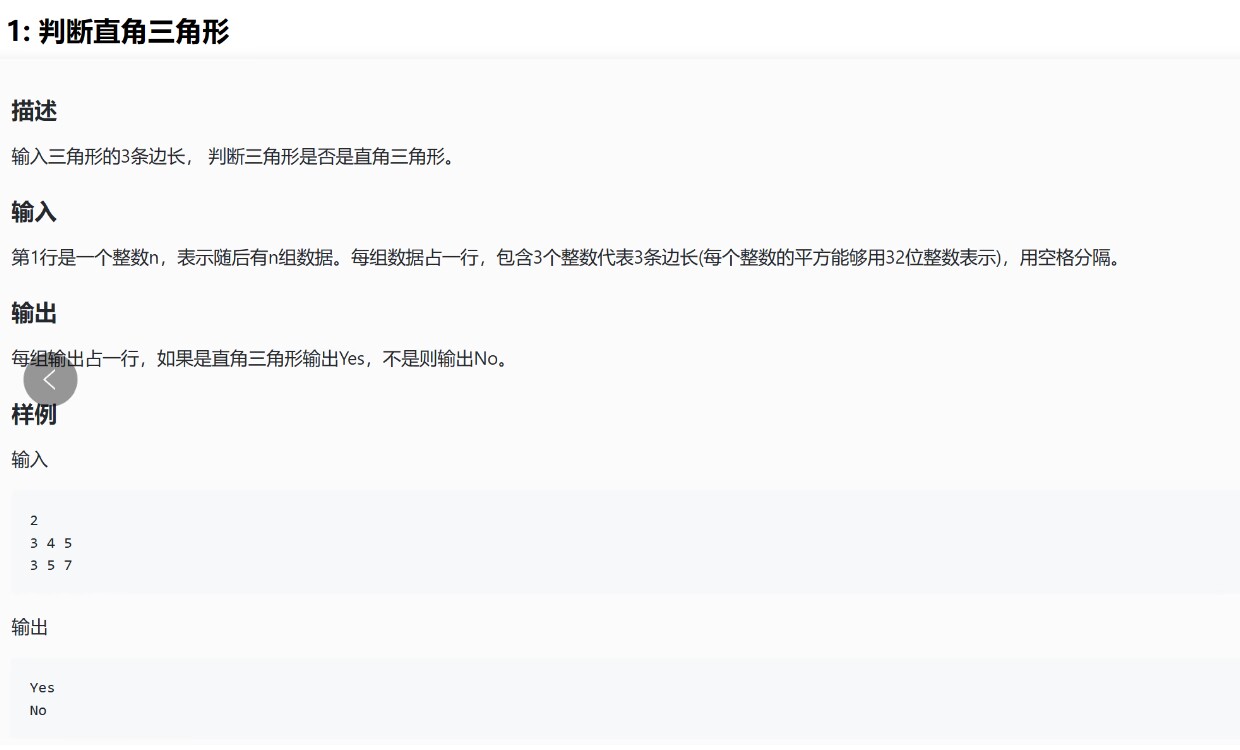 1: 判断直角三角形
描述
输入三角形的3条边长， 判断三角形是否是直角三角形。
输入
第1行是一个整数n，表示随后有n组数据。每组数据占一行，包含3个整数代表3条边长(每个整数的平方能够用32位整数表示)，用空格分隔。
输出
每组输出占一行，如果是直角三角形输出Yes，不是则输出No。
样例
输入
2
3 4 5
3 5 7
输出
Yes
No